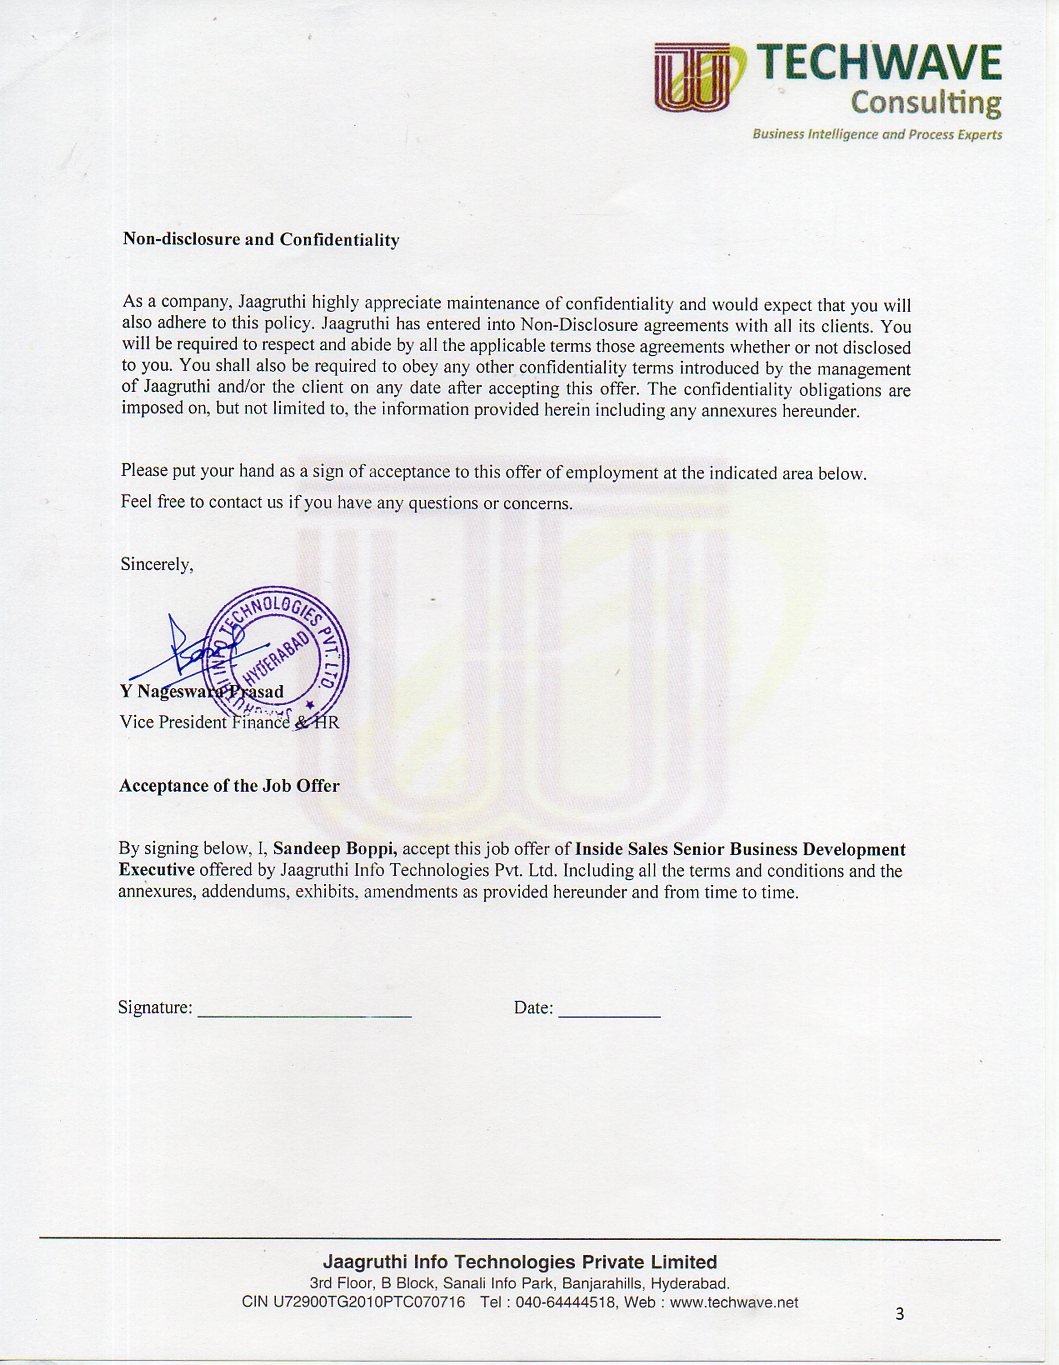 TECHWAVE
Consulting
Business Intelligence and Process Experts
Non-disclosure and Confidentiality
As a company, Jaagruthi highly appreciate maintenance of confidentiality and would expect that you will
also adhere to this policy. Jaagruthi has entered into Non-Disclosure agreements with all its clients. You
will be required to respect and abide by all the applicable terms those agreements whether or not disclosed
to you. You shall also be required to obey any other confidentiality terms introduced by the management
of Jaagruthi and/or the client on any date after accepting this offer. The confidentiality obligations are
imposed on, but not limited to, the information provided herein including any annexures hereunder.
Please put your hand as a sign of acceptance to this offer of employment at the indicated area below.
Feel free to contact us if you have any questions or concerns.
Sincerely,
INFO TECHNOLOGIES PVT. LTD.
HYDERABAD
Y Nageswara Prasad
Vice President Finance & HR
Acceptance of the Job Offer
By signing below, I, Sandeep Boppi, accept this job offer of Inside Sales Senior Business Development
Executive offered by Jaagruthi Info Technologies Pvt. Ltd. Including all the terms and conditions and the
annexures, addendums, exhibits, amendments as provided hereunder and from time to time.
Signature: ____________________ Date: __________
Jaagruthi Info Technologies Private Limited
3rd Floor, B Block, Sanali Info Park, Banjarahills, Hyderabad.
CIN U72900TG2010PTC070716 Tel : 040-64444518, Web : www.techwave.net
3